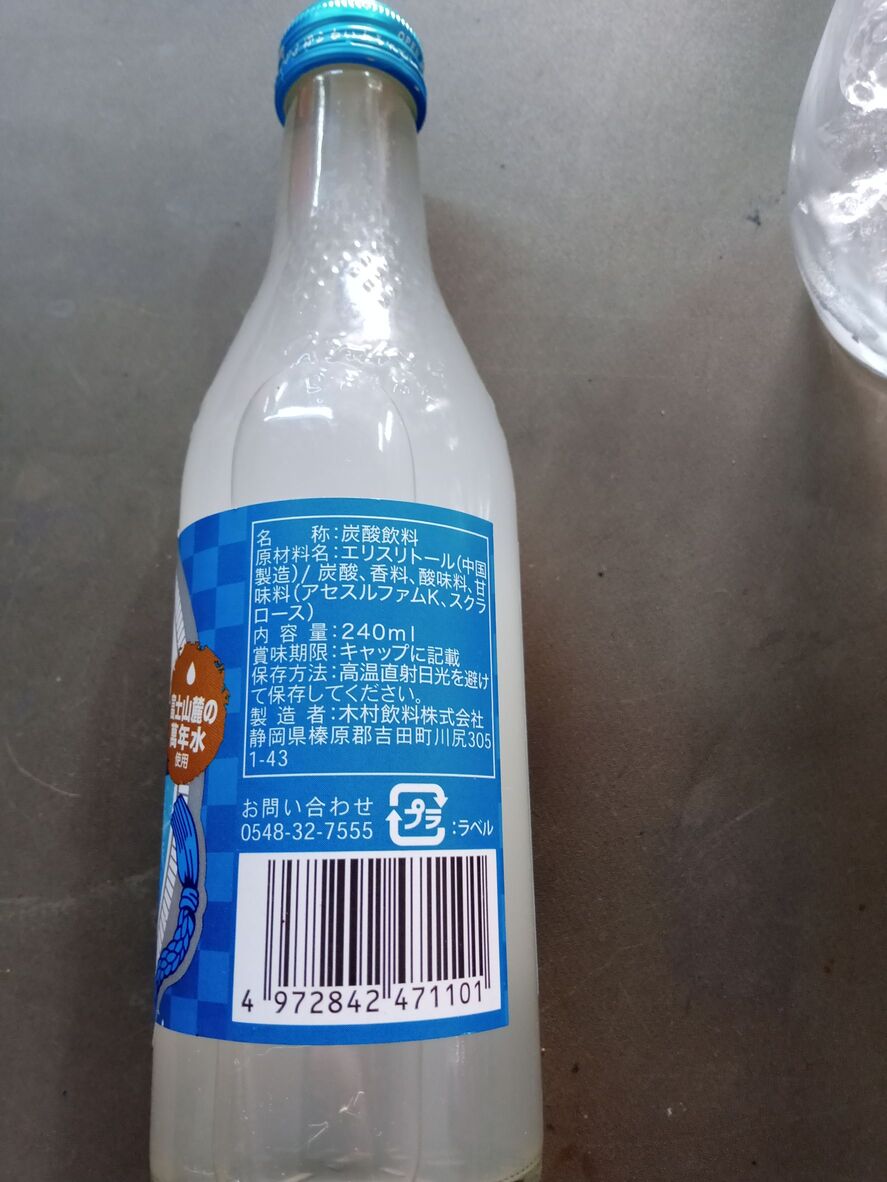 名　　称：炭酸飲料
原材料名：エリスリトール(中国
製造)/ 炭酸、香料、酸味料、甘
味料(アセスルファムK、スクラ
ロース)
内 容 量：240ml
賞味期限：キャップに記載
保存方法：高温直射日光を避け
て保存してください。
製 造 者：木村飲料株式会社
静岡県榛原郡吉田町川尻305
1-43
富士山麓の
萬年水
使用
お問い合わせ
0548-32-7555
プラ
：ラベル
4 972842 471101